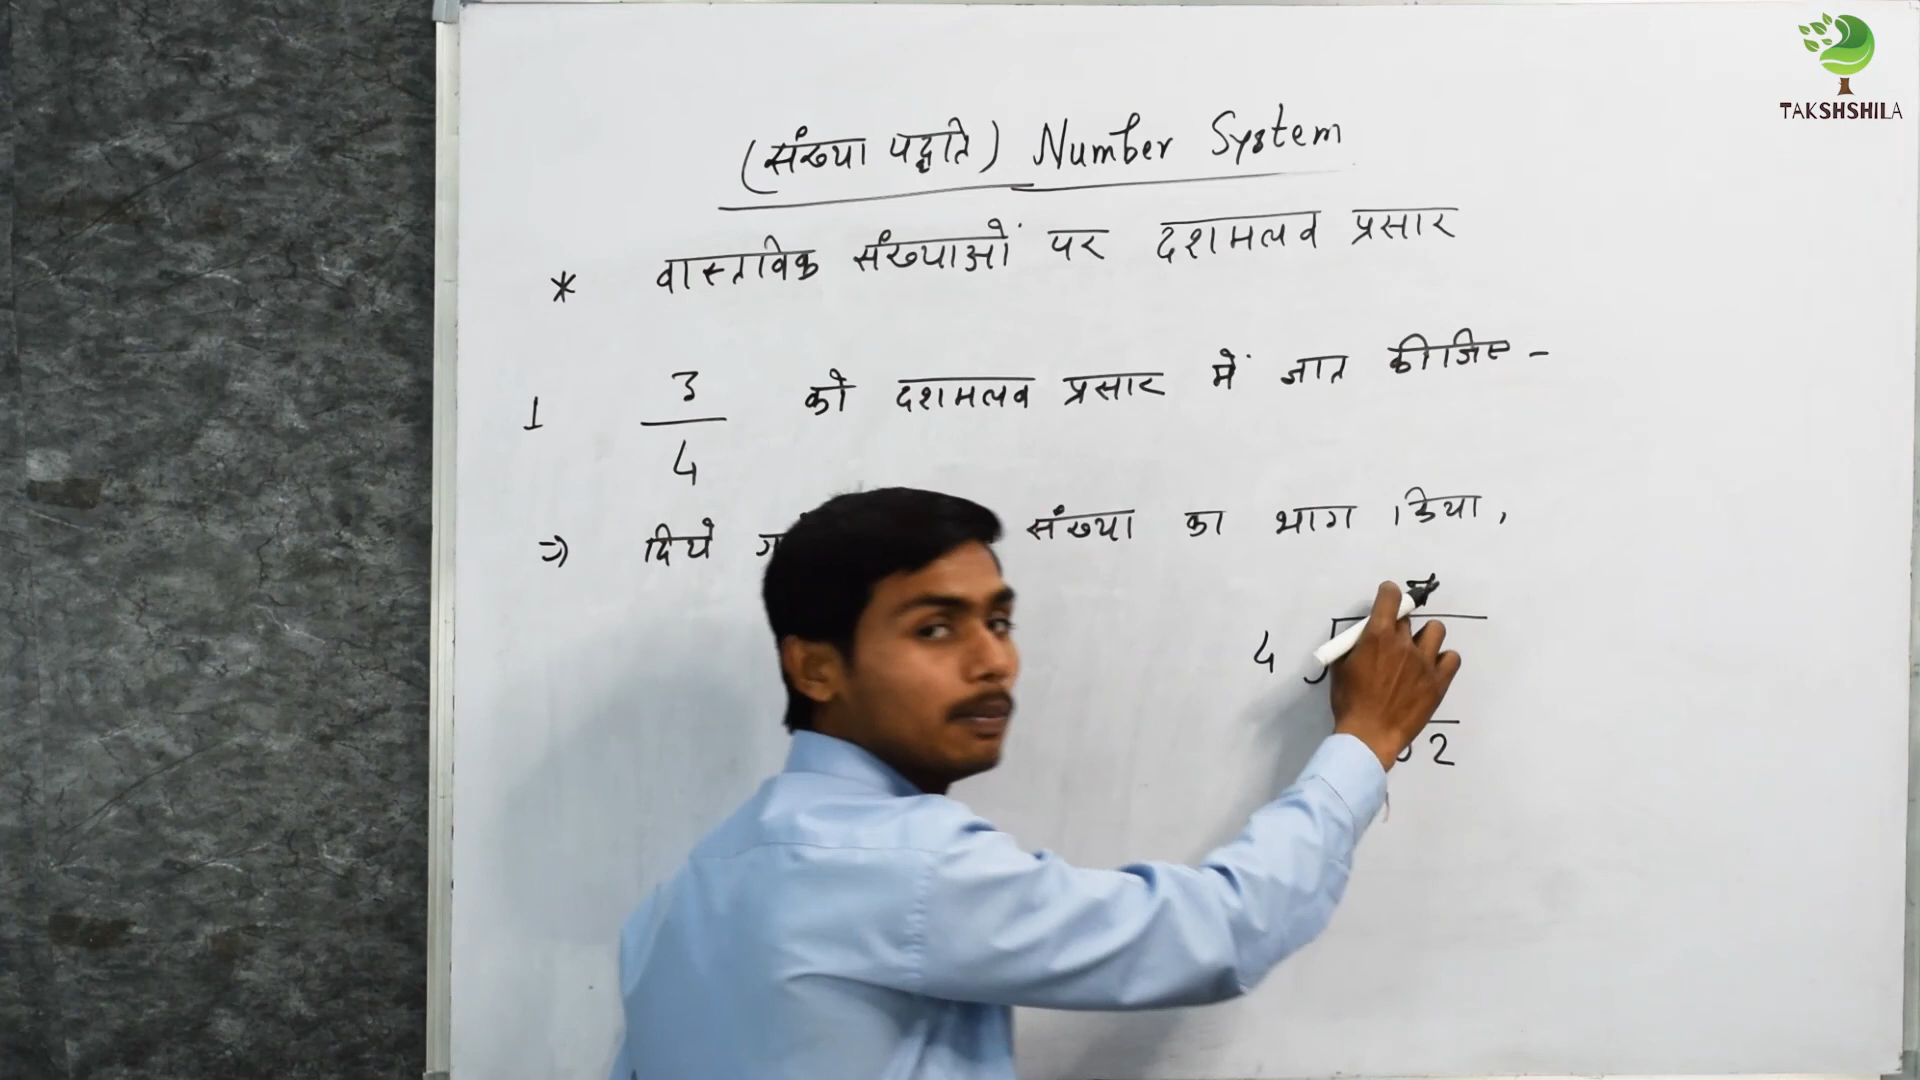 TAKSHSHILA
(संख्या पद्धति) Number System
* वास्तविक संख्याओं पर दशमलव प्रसार
1 3/4 को दशमलव प्रसार में ज्ञात कीजिए -
⇒ दिये संख्या का भाग किया,
4
2